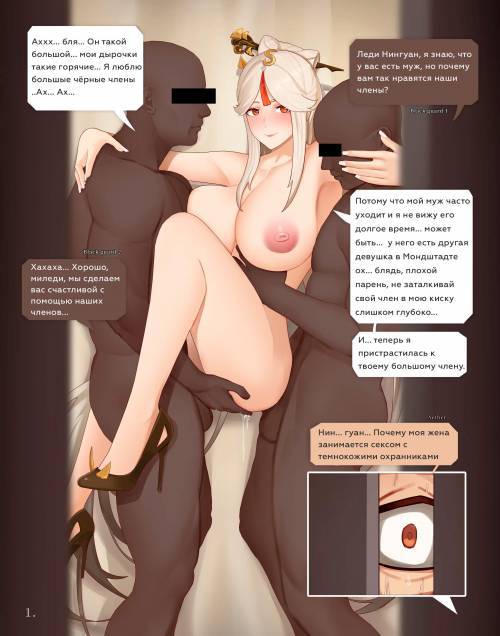 Аххх... бля... Он такой
большой... мои дырочки
такие горячие... Я люблю
большые чёрные члены
..Ах... Ах...
Леди Нингуан, я знаю, что
у вас есть муж, но почему
вам так нравятся наши
члены?
Black guard 1
Потому что мой муж часто
уходит и я не вижу его
долгое время... может
быть... у него есть другая
девушка в Мондштадте
ох... блядь, плохой
парень, не заталкивай
свой член в мою киску
слишком глубоко...
Black guard 2
Хахаха... Хорошо,
миледи, мы сделаем
вас счастливой с
помощью наших
членов...
И... теперь я
пристрастилась к
твоему большому члену.
Aether
Нин... гуан... Почему моя жена
занимается сексом с
темнокожими охранниками
1.